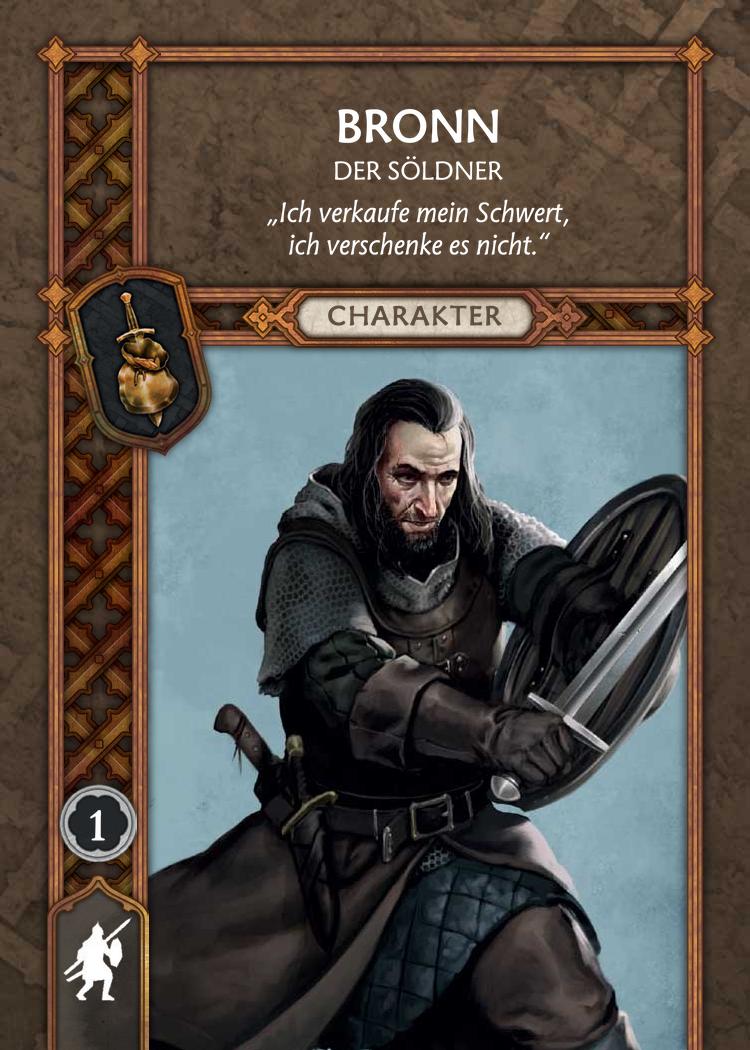 BRONN
DER SÖLDNER
„Ich verkaufe mein Schwert,
ich verschenke es nicht.“
CHARAKTER
1